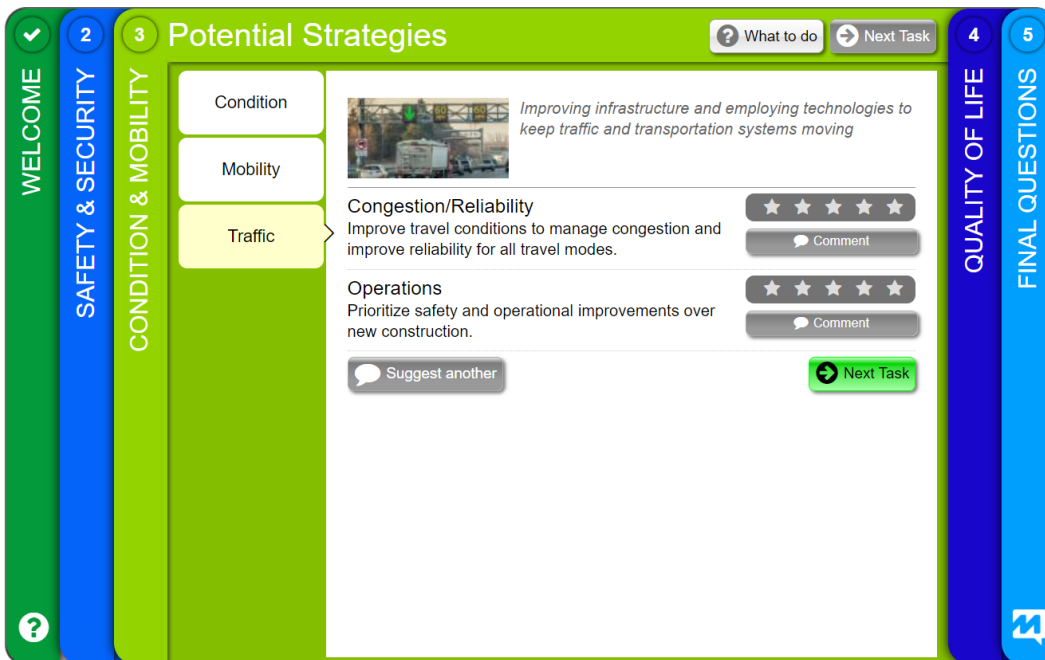 WELCOME
2
SAFETY & SECURITY
3
CONDITION & MOBILITY
Potential Strategies
? What to do
Next Task
Condition
Mobility
Traffic
Improving infrastructure and employing technologies to
keep traffic and transportation systems moving
Congestion/Reliability
Improve travel conditions to manage congestion and
improve reliability for all travel modes.
Comment
Operations
Prioritize safety and operational improvements over
new construction.
Comment
Suggest another
Next Task
4
QUALITY OF LIFE
5
FINAL QUESTIONS
?